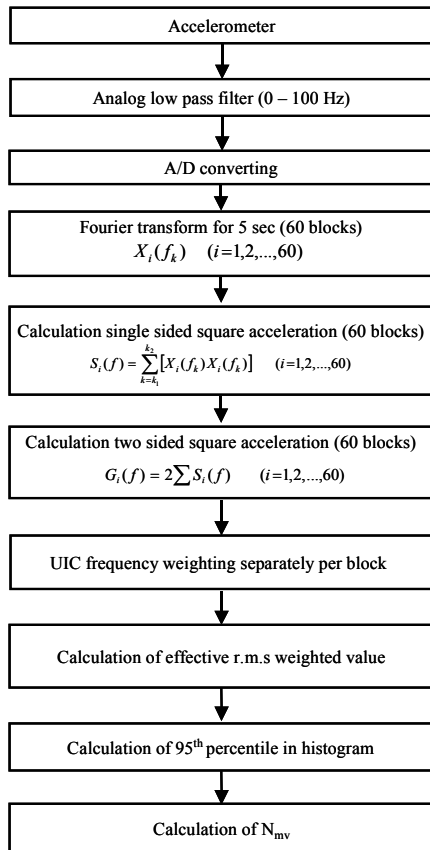 Accelerometer
Analog low pass filter (0 – 100 Hz)
A/D converting
Fourier transform for 5 sec (60 blocks)
X_i(f_k) (i=1,2,...,60)
Calculation single sided square acceleration (60 blocks)
S_i(f) = ∑_{k=k_1}^{k_2} [X_i(f_k) X_i(f_k)] (i=1,2,...,60)
Calculation two sided square acceleration (60 blocks)
G_i(f) = 2∑ S_i(f) (i=1,2,...,60)
UIC frequency weighting separately per block
Calculation of effective r.m.s weighted value
Calculation of 95th percentile in histogram
Calculation of N_mv